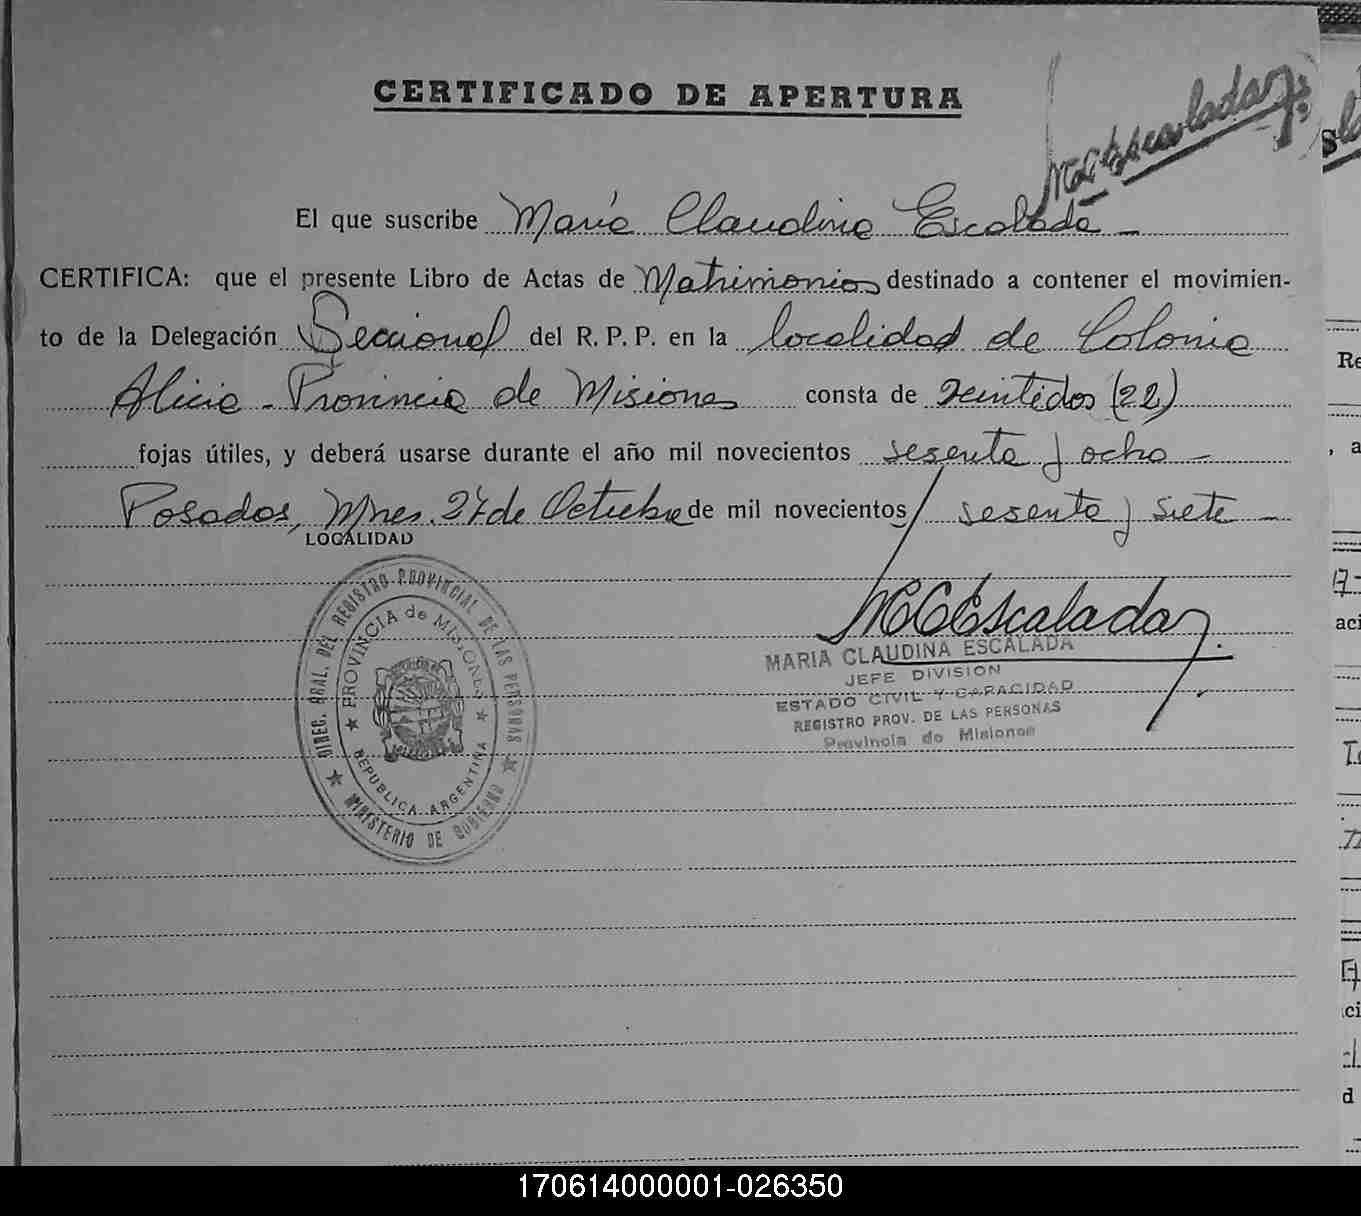 CERTIFICADO DE APERTURA
MCEscalada
El que suscribe María Claudina Escalada -
CERTIFICA: que el presente Libro de Actas de Matrimonios destinado a contener el movimien-
to de la Delegación Seccional del R. P. P. en la localidad de Colonia
Alicia - Provincia de Misiones consta de veintidos (22)
fojas útiles, y deberá usarse durante el año mil novecientos sesenta y ocho -
Posadas, Mnes. 27 de Octubre de mil novecientos sesenta y siete -
LOCALIDAD
MCEscalada
MARIA CLAUDINA ESCALADA
JEFE DIVISION
ESTADO CIVIL Y CAPACIDAD
REGISTRO PROV. DE LAS PERSONAS
Provincia de Misiones
DIREC. GRAL. DEL REGISTRO PROVINCIAL DE LAS PERSONAS
MINISTERIO DE GOBIERNO
PROVINCIA de MISIONES
REPUBLICA ARGENTINA
Re
, a
aci
d
170614000001-026350